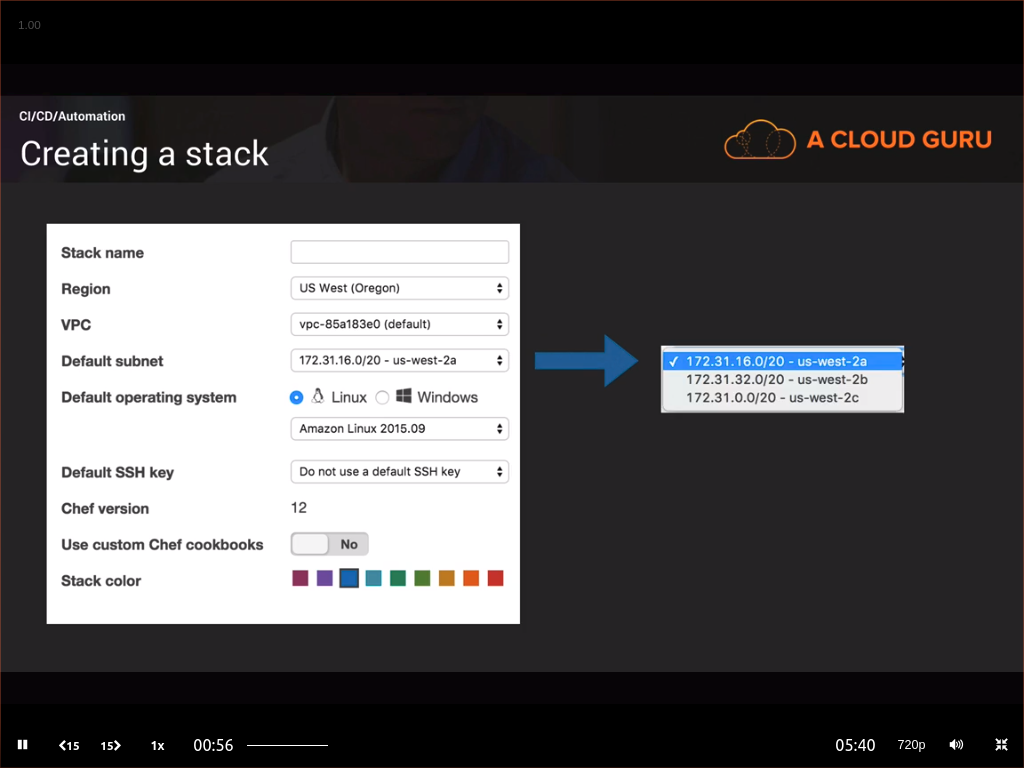 1.00
CI/CD/Automation
Creating a stack
A CLOUD GURU
Stack name
Region US West (Oregon)
VPC vpc-85a183e0 (default)
Default subnet 172.31.16.0/20 - us-west-2a
Default operating system Linux Windows
Amazon Linux 2015.09
Default SSH key Do not use a default SSH key
Chef version 12
Use custom Chef cookbooks No
Stack color
✓ 172.31.16.0/20 - us-west-2a
172.31.32.0/20 - us-west-2b
172.31.0.0/20 - us-west-2c
15 15 1x 00:56 05:40 720p